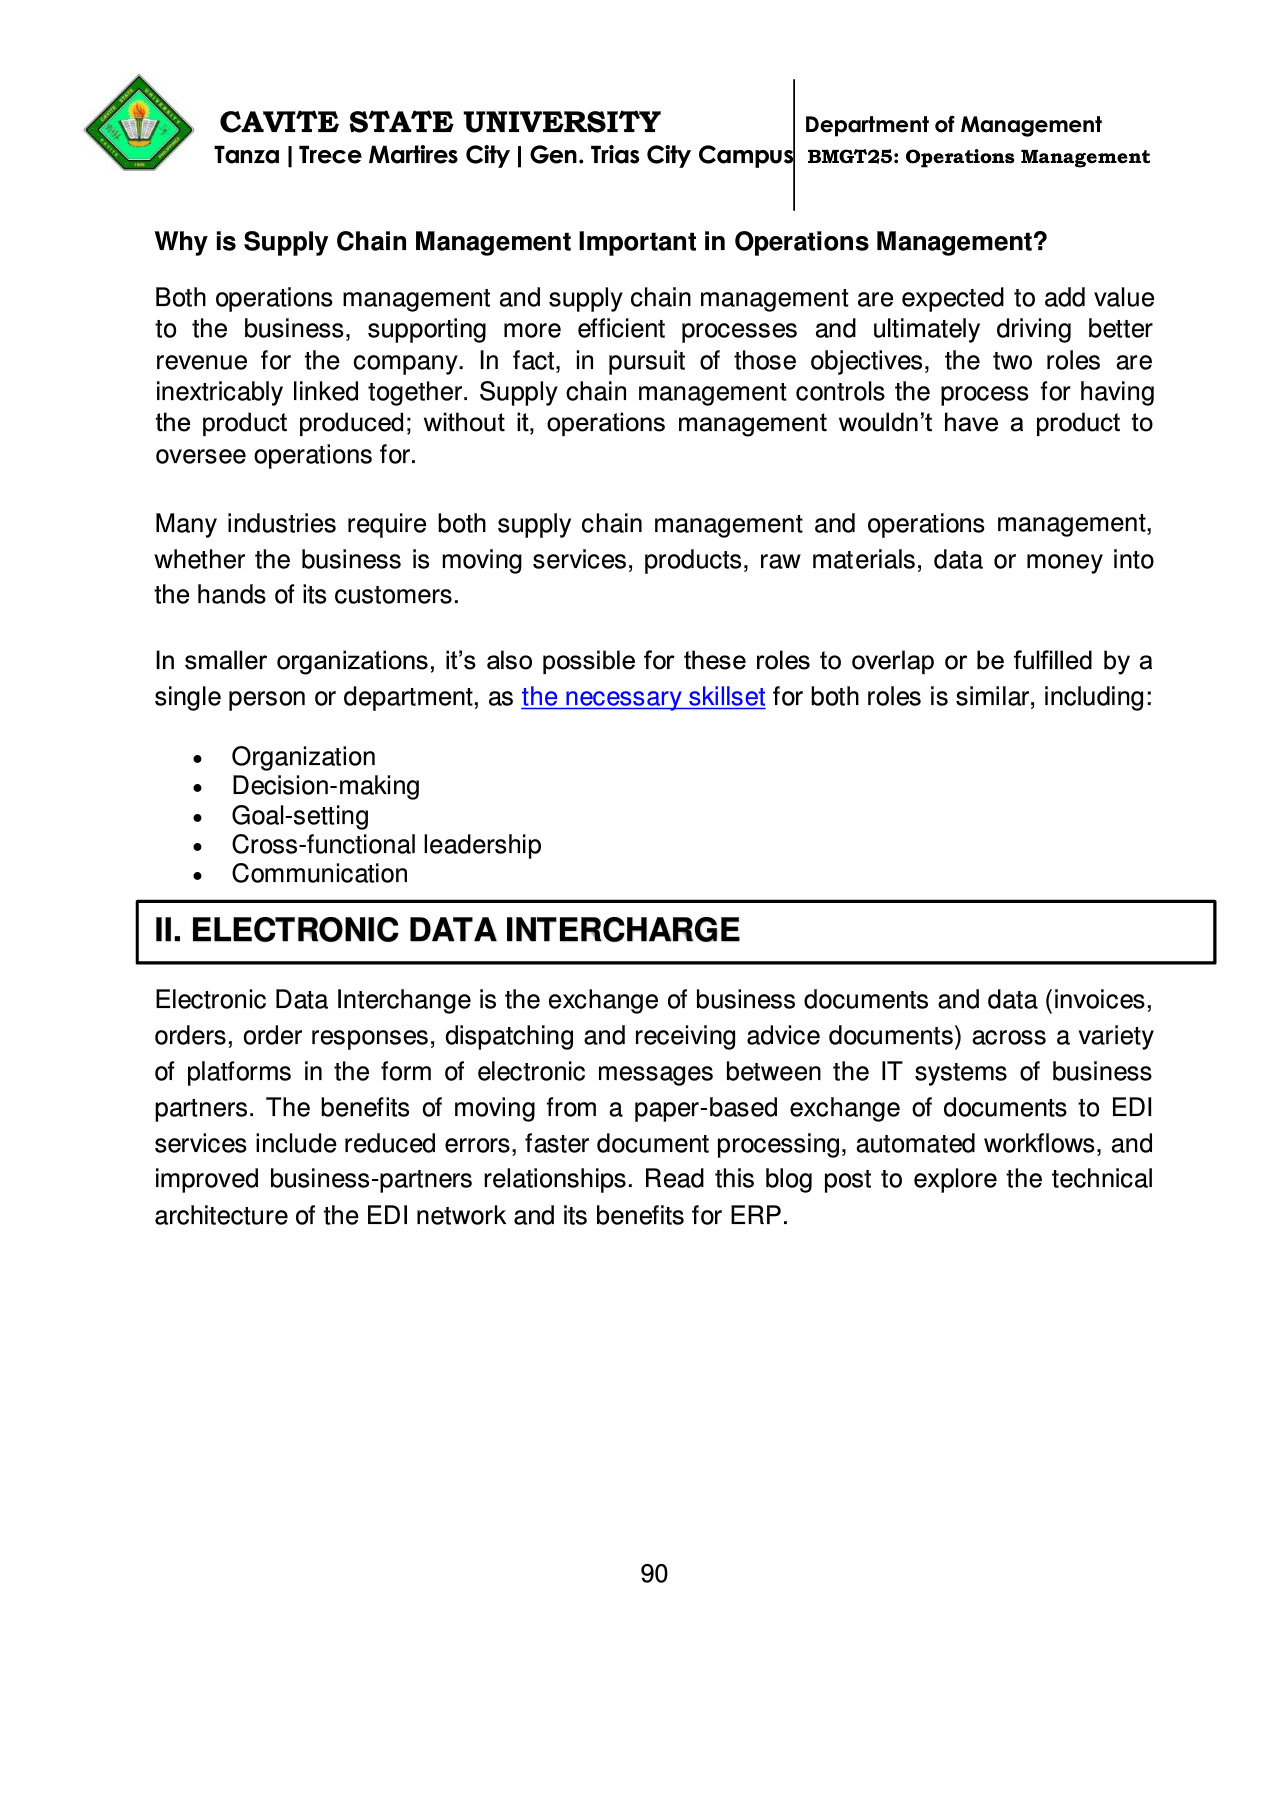 CAVITE STATE UNIVERSITY
Department of Management
Tanza | Trece Martires City | Gen. Trias City Campus
BMGT25: Operations Management
Why is Supply Chain Management Important in Operations Management?
Both operations management and supply chain management are expected to add value
to the business, supporting more efficient processes and ultimately driving better
revenue for the company. In fact, in pursuit of those objectives, the two roles are
inextricably linked together. Supply chain management controls the process for having
the product produced; without it, operations management wouldn’t have a product to
oversee operations for.
Many industries require both supply chain management and operations management,
whether the business is moving services, products, raw materials, data or money into
the hands of its customers.
In smaller organizations, it’s also possible for these roles to overlap or be fulfilled by a
single person or department, as the necessary skillset for both roles is similar, including:
• Organization
• Decision-making
• Goal-setting
• Cross-functional leadership
• Communication
II. ELECTRONIC DATA INTERCHARGE
Electronic Data Interchange is the exchange of business documents and data (invoices,
orders, order responses, dispatching and receiving advice documents) across a variety
of platforms in the form of electronic messages between the IT systems of business
partners. The benefits of moving from a paper-based exchange of documents to EDI
services include reduced errors, faster document processing, automated workflows, and
improved business-partners relationships. Read this blog post to explore the technical
architecture of the EDI network and its benefits for ERP.
90